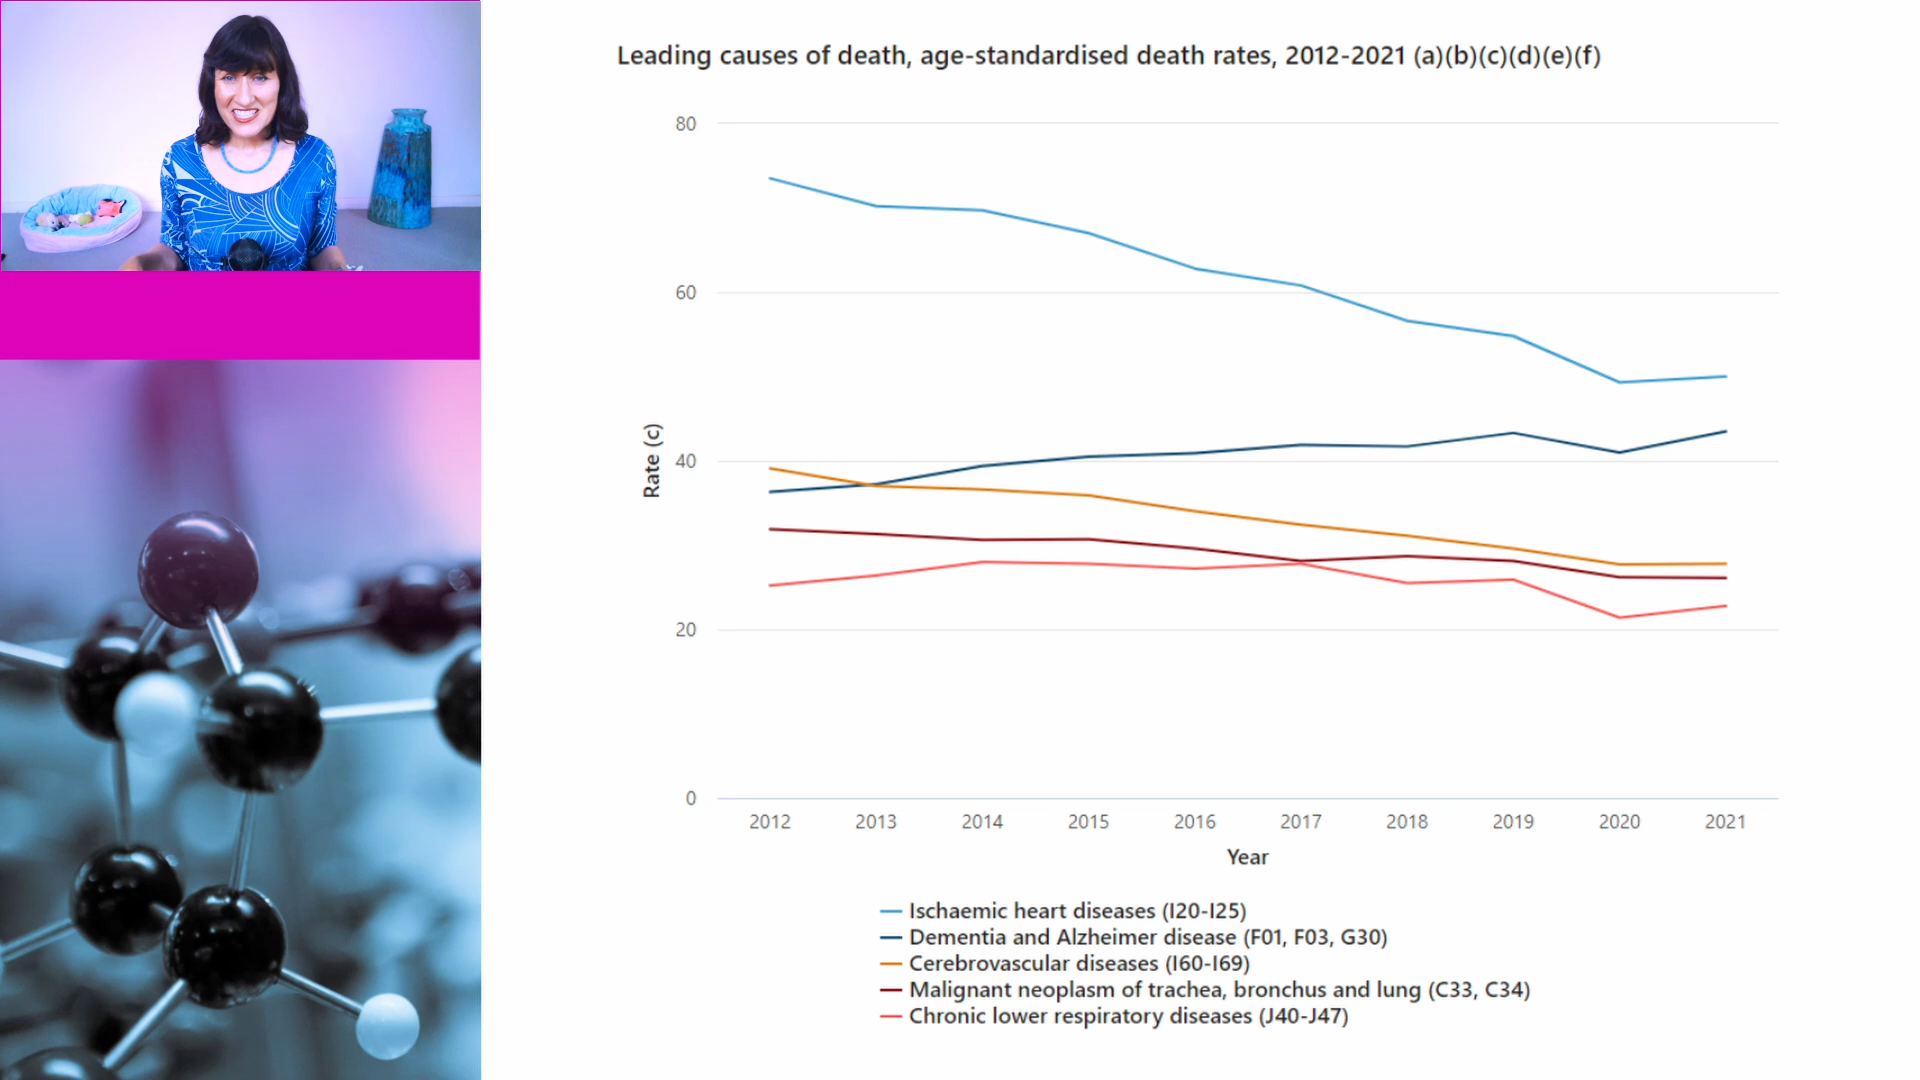 Leading causes of death, age-standardised death rates, 2012-2021 (a)(b)(c)(d)(e)(f)
80
60
40
20
0
Rate (c)
2012 2013 2014 2015 2016 2017 2018 2019 2020 2021
Year
Ischaemic heart diseases (I20-I25)
Dementia and Alzheimer disease (F01, F03, G30)
Cerebrovascular diseases (I60-I69)
Malignant neoplasm of trachea, bronchus and lung (C33, C34)
Chronic lower respiratory diseases (J40-J47)